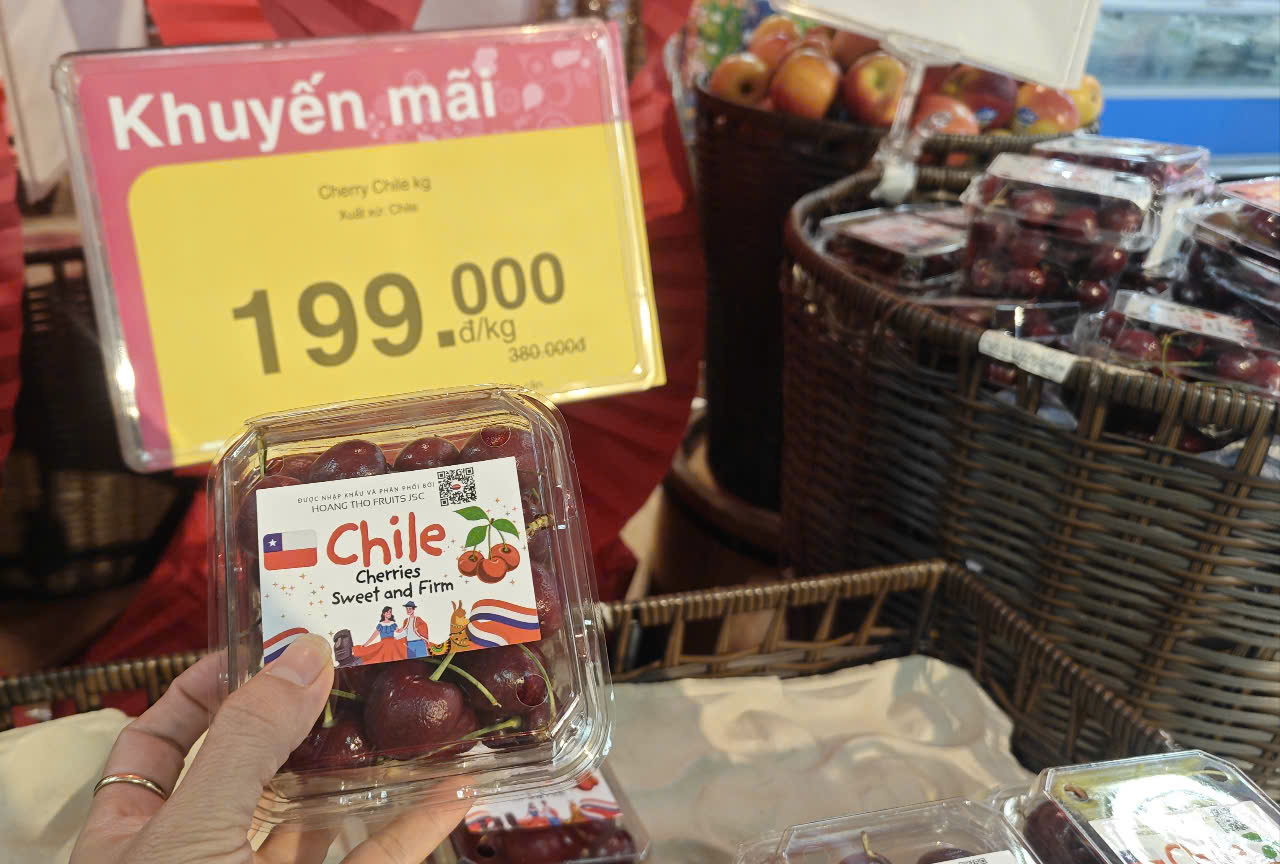 Khuyến mãi
Cherry Chile kg
Xuất xứ: Chile
199.000
đ/kg
380.000đ
ĐƯỢC NHẬP KHẨU VÀ PHÂN PHỐI BỞI
HOANG THO FRUITS JSC
Chile
Cherries
Sweet and Firm
Chile